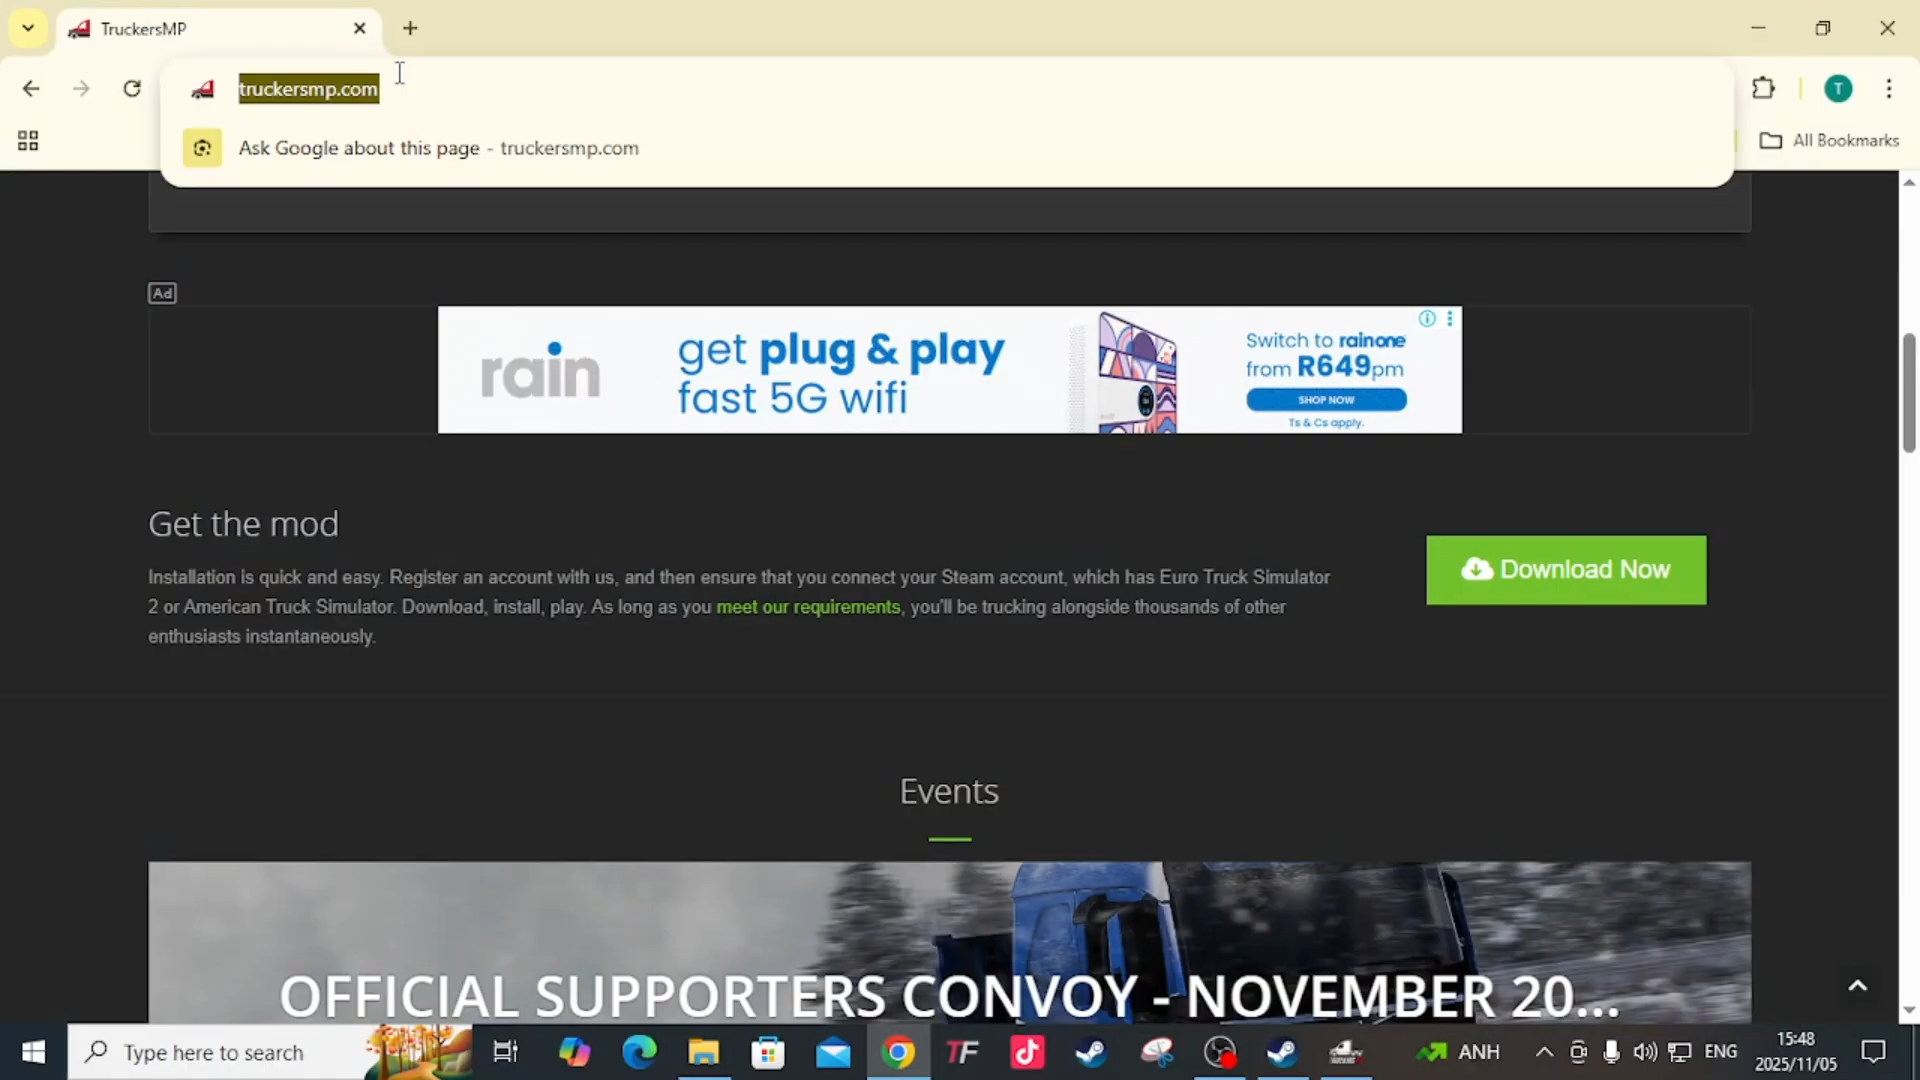 TruckersMP
truckersmp.com
Ask Google about this page - truckersmp.com
All Bookmarks
T
Ad
rain
get plug & play
fast 5G wifi
Switch to rainone
from R649pm
SHOP NOW
Ts & Cs apply.
Get the mod
Installation is quick and easy. Register an account with us, and then ensure that you connect your Steam account, which has Euro Truck Simulator
2 or American Truck Simulator. Download, install, play. As long as you meet our requirements, you'll be trucking alongside thousands of other
enthusiasts instantaneously.
Download Now
Events
OFFICIAL SUPPORTERS CONVOY - NOVEMBER 20...
Type here to search
TF
ANH
ENG
15:48
2025/11/05